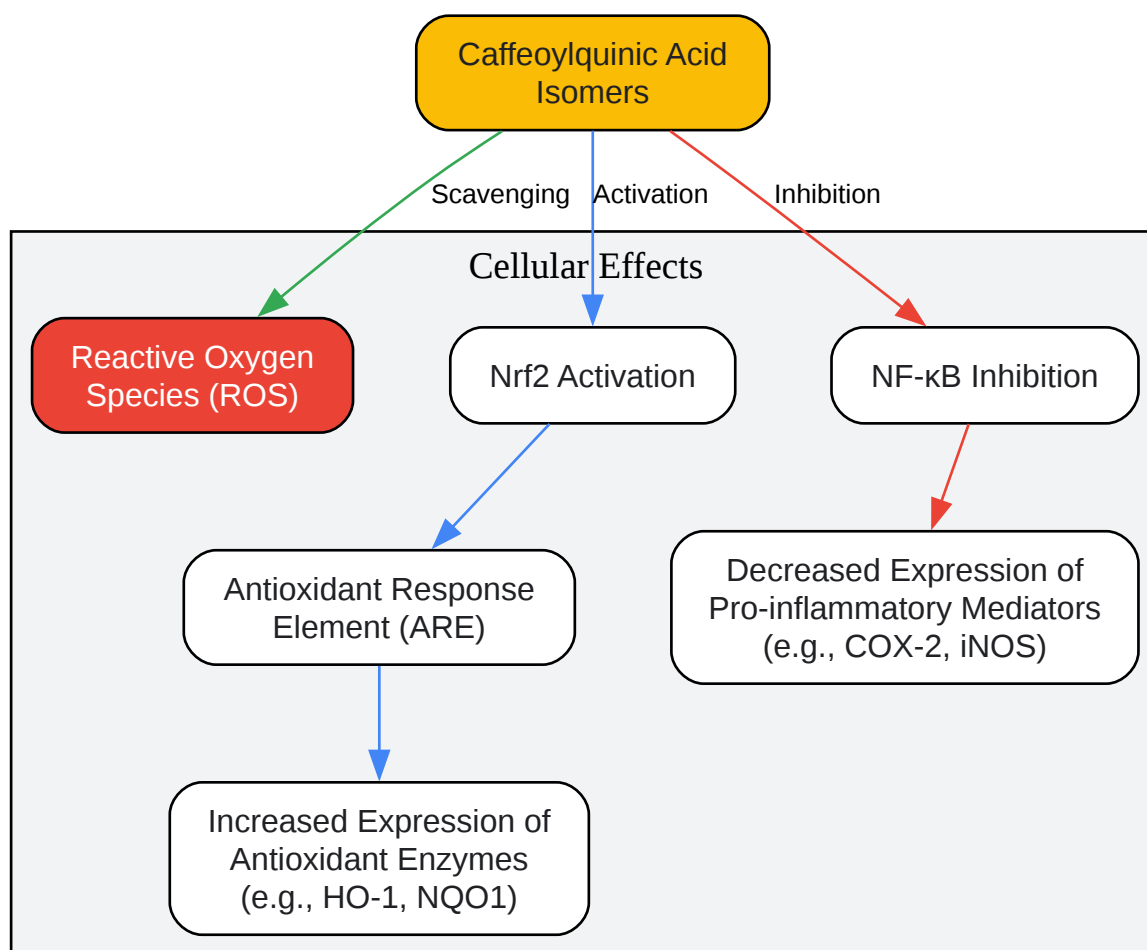 Caffeoylquinic Acid
Isomers
Scavenging
Activation
Inhibition
Cellular Effects
Reactive Oxygen
Species (ROS)
Nrf2 Activation
NF-κB Inhibition
Antioxidant Response
Element (ARE)
Decreased Expression of
Pro-inflammatory Mediators
(e.g., COX-2, iNOS)
Increased Expression of
Antioxidant Enzymes
(e.g., HO-1, NQO1)